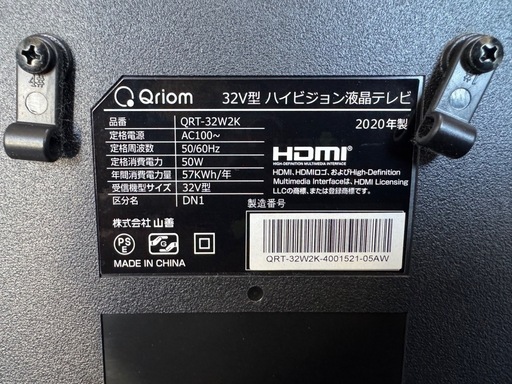 Qriom 32V型 ハイビジョン液晶テレビ
品番 QRT-32W2K
2020年製
定格電源 AC100~
定格周波数 50/60Hz
定格消費電力 50W
年間消費電力量 57KWh/年
受信機型サイズ 32V型
区分名 DN1
HDMI
HIGH-DEFINITION MULTIMEDIA INTERFACE
HDMI、HDMIロゴ、およびHigh-Definition
Multimedia Interfaceは、HDMI Licensing
LLCの商標、または登録商標です。
株式会社 山善
PS
E
MADE IN CHINA
製造番号
QRT-32W2K-4001521-05AW